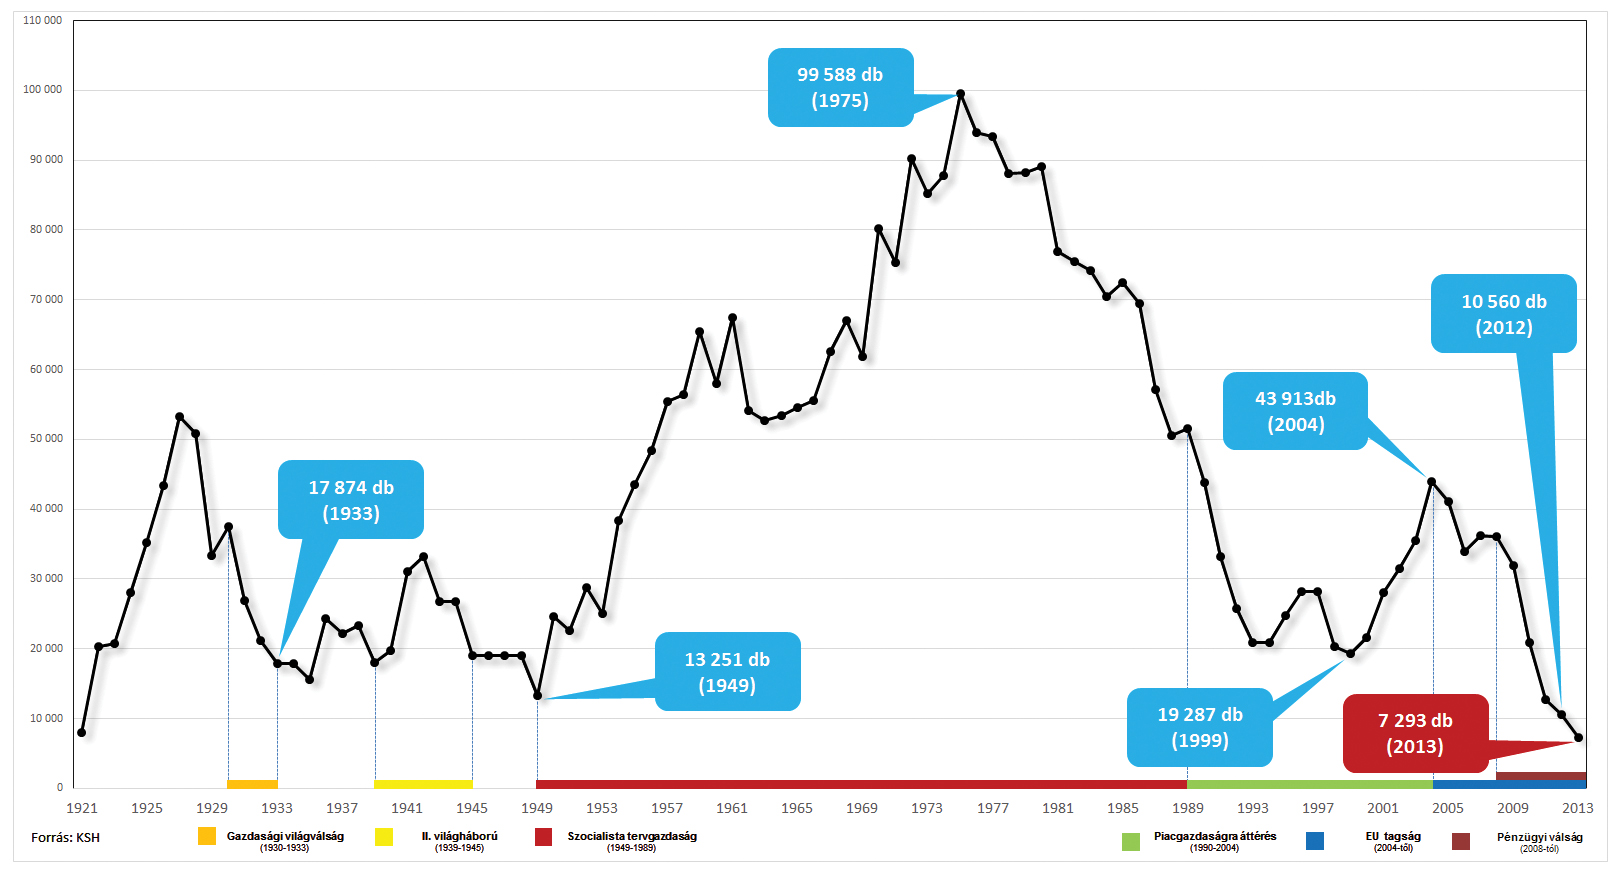 110 000
100 000
90 000
80 000
70 000
60 000
50 000
40 000
30 000
20 000
10 000
0
99 588 db
(1975)
10 560 db
(2012)
43 913db
(2004)
17 874 db
(1933)
13 251 db
(1949)
19 287 db
(1999)
7 293 db
(2013)
1921 1925 1929 1933 1937 1941 1945 1949 1953 1957 1961 1965 1969 1973 1977 1981 1985 1989 1993 1997 2001 2005 2009 2013
Forrás: KSH
Gazdasági világválság
(1930-1933)
II. világháború
(1939-1945)
Szocialista tervgazdaság
(1949-1989)
Piacgazdaságra áttérés
(1990-2004)
EU tagság
(2004-től)
Pénzügyi válság
(2008-tól)